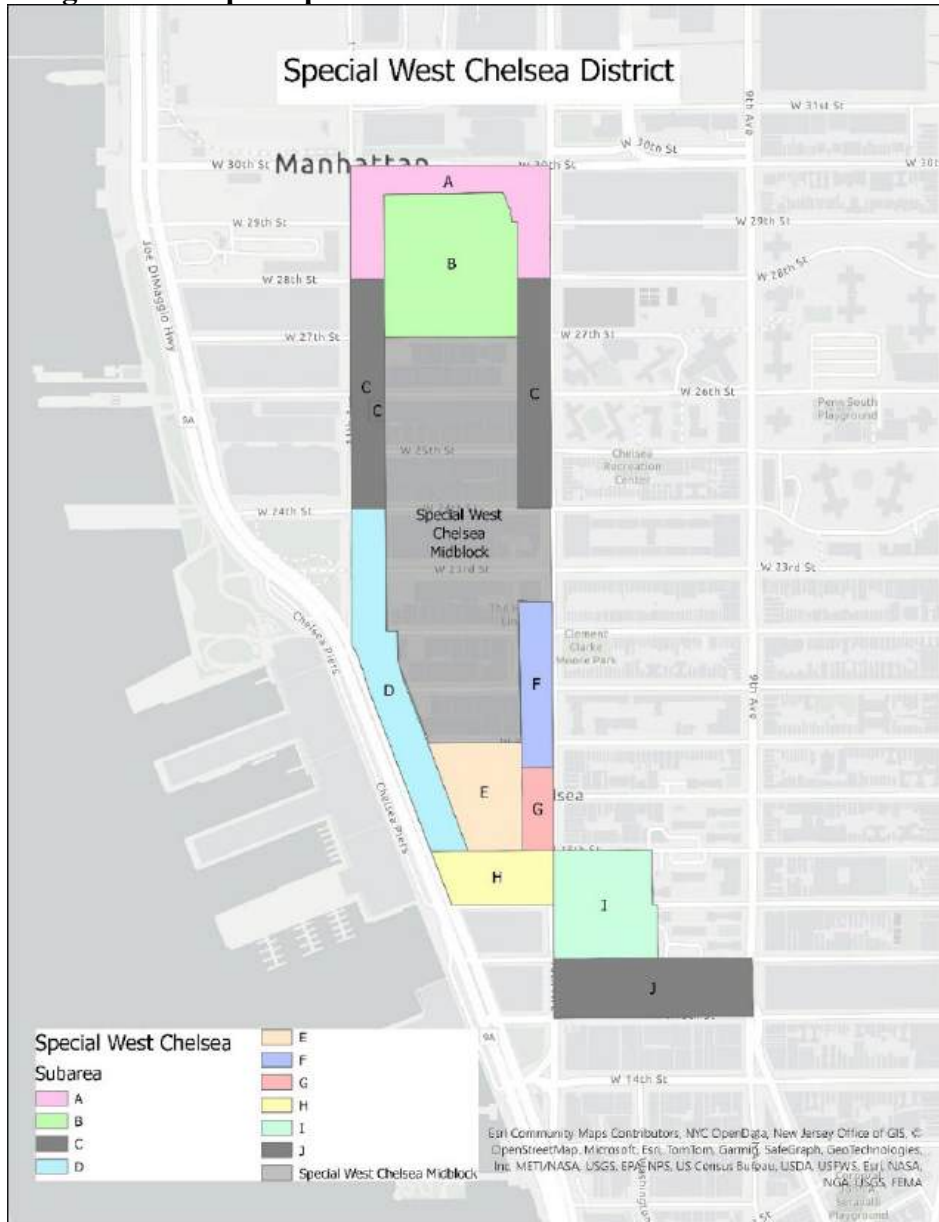 Special West Chelsea District
W 31st St
9th Ave
W 30th St
W 30th St
Manhattan
W 30th St
W 30
A
W 29th St
W 29th St
Joe DiMaggio Hwy
B
W 28th St
W 28th St
W 27th St
W 27th St
C
C
C
W 26th St
9A
Penn South
Playground
W 25th St
Chelsea
Recreation
Center
W 24th St
Special West
Chelsea
Midblock
W 23rd St
W 23rd St
Chelsea Piers
Clement
Clarke
Moore Park
D
F
9th Ave
E
G
Chelsea Piers
H
I
J
9A
W 14th St
Special West Chelsea
Subarea
A
B
C
D
E
F
G
H
I
J
Special West Chelsea Midblock
Esri Community Maps Contributors, NYC OpenData, New Jersey Office of GIS, ©
OpenStreetMap, Microsoft, Esri, TomTom, Garmin, SafeGraph, GeoTechnologies,
Inc, METI/NASA, USGS, EPA, NPS, US Census Bureau, USDA, USFWS, Esri, NASA,
NGA, USGS, FEMA
Playground